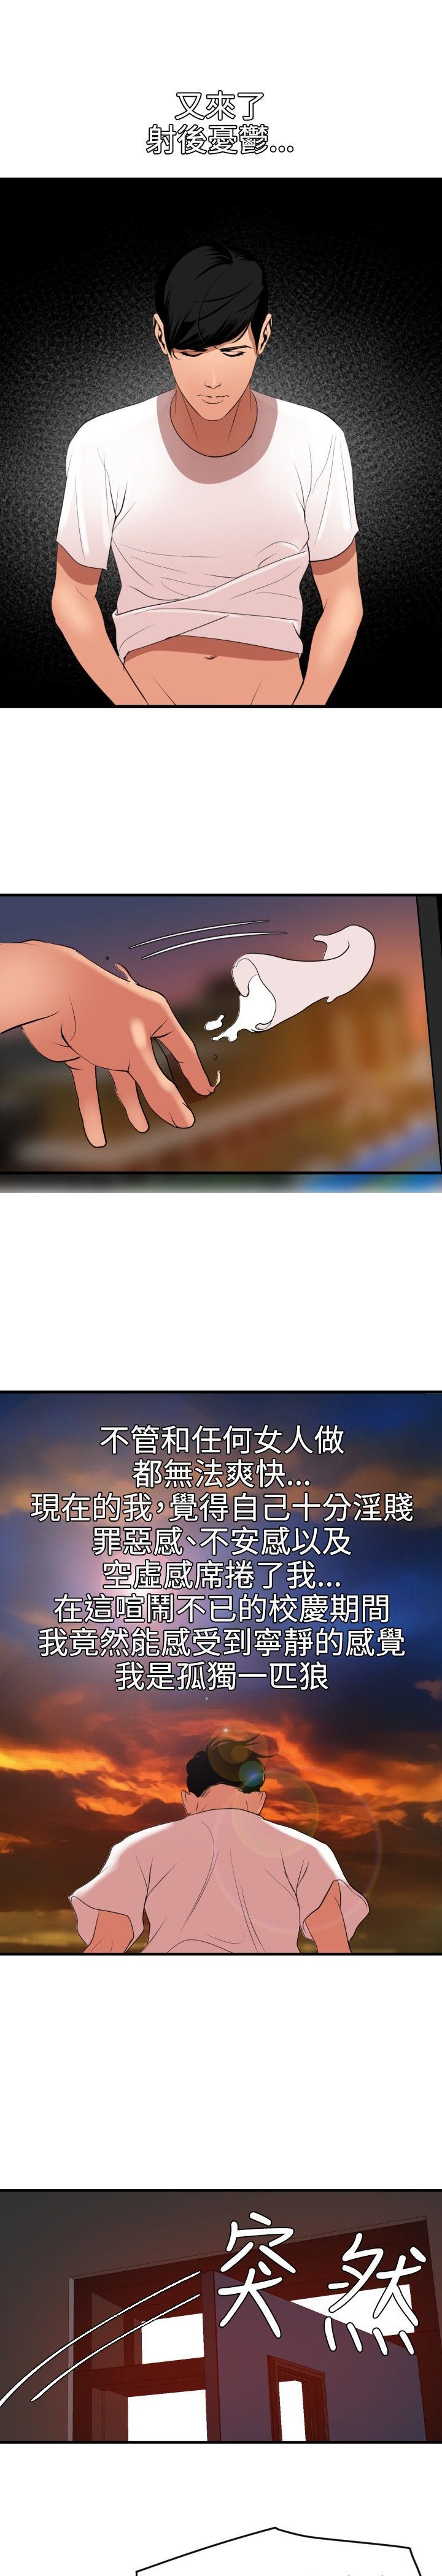 又來了
射後憂鬱...
不管和任何女人做
都無法爽快...
現在的我,覺得自己十分淫賤
罪惡感、不安感以及
空虛感席捲了我...
在這喧鬧不已的校慶期間
我竟然能感受到寧靜的感覺
我是孤獨一匹狼
突然